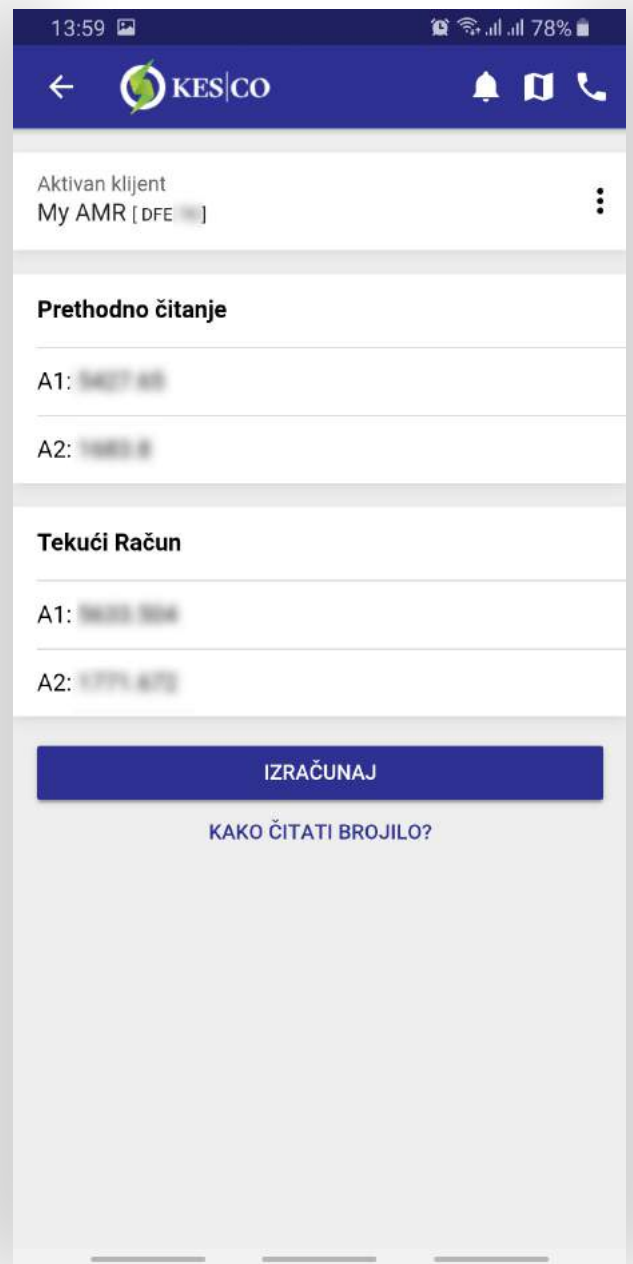 13:59
78%
KES|CO
Aktivan klijent
My AMR [ DFE ]
Prethodno čitanje
A1:
A2:
Tekući Račun
A1:
A2:
IZRAČUNAJ
KAKO ČITATI BROJILO?